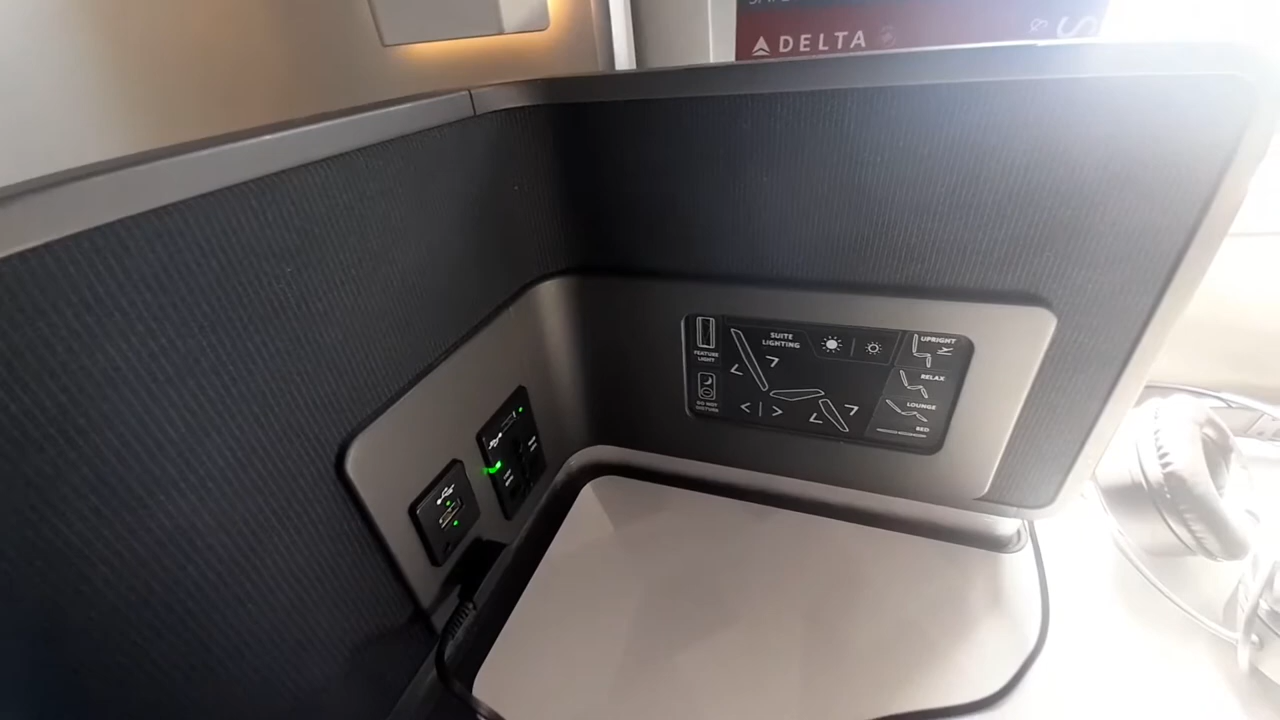 DELTA
FEATURE
LIGHT
SUITE
LIGHTING
UPRIGHT
RELAX
LOUNGE
BED
DO NOT
DISTURB